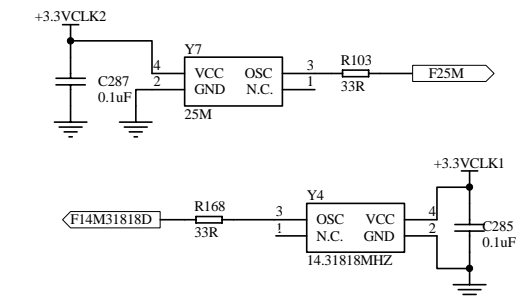 +3.3VCLK2
Y7
C287
0.1uF
4 VCC OSC 3
2 GND N.C. 1
25M
R103
33R
F25M
+3.3VCLK1
Y4
F14M31818D
R168
33R
3 OSC VCC 4
1 N.C. GND 2
14.31818MHZ
C285
0.1uF